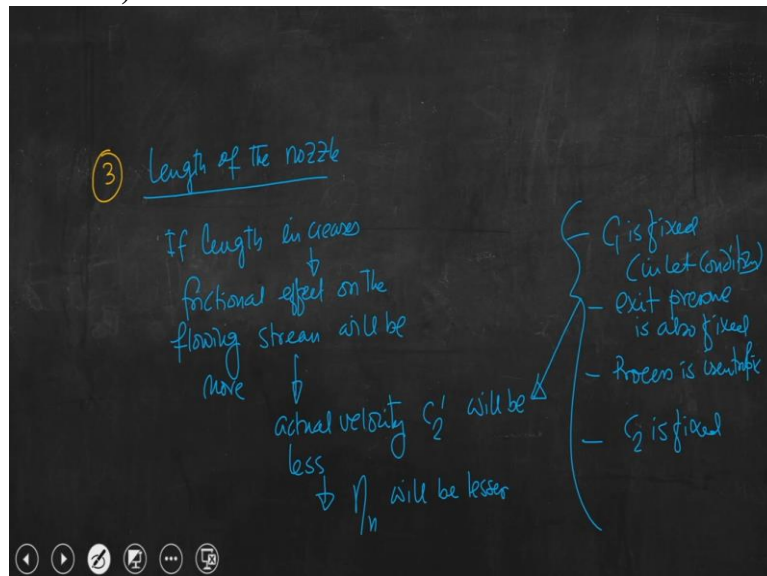 3 Length of the nozzle
If length increases
frictional effect on the
flowing stream will be
more
actual velocity C2' will be
less
ηn will be lesser
C1 is fixed
(inlet condition)
exit pressure
is also fixed
Process is isentropic
C2 is fixed